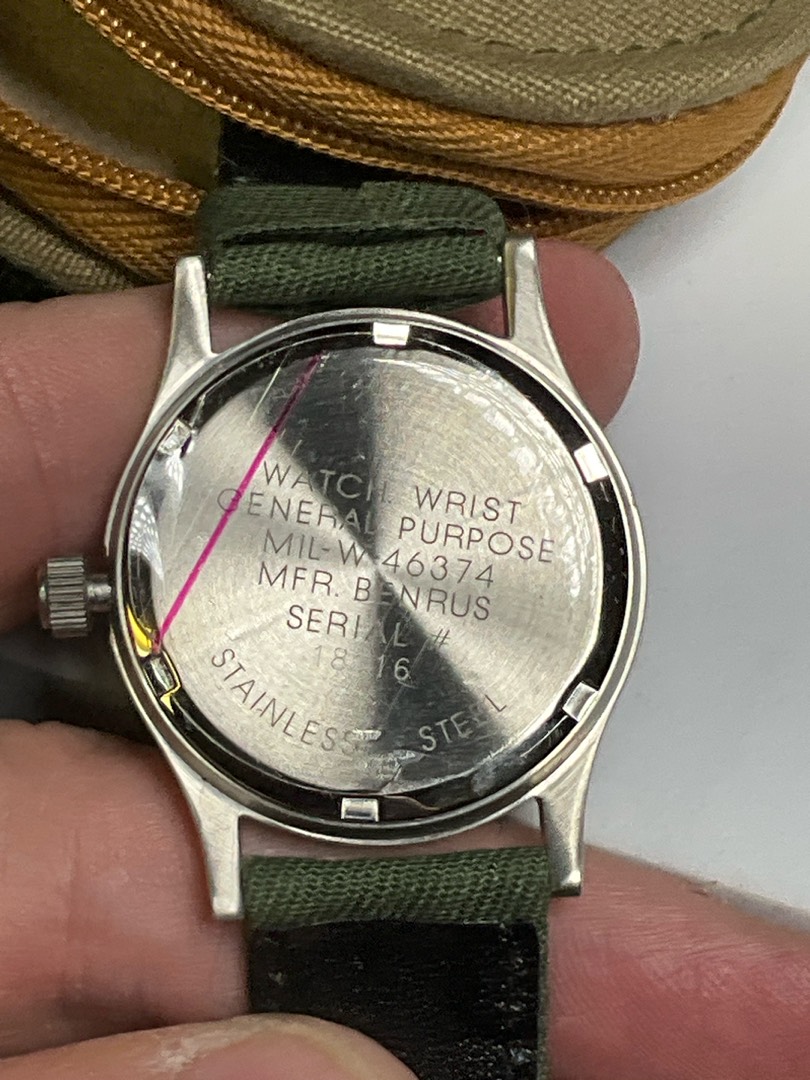 WATCH. WRIST
GENERAL PURPOSE
MIL-W-46374
MFR. BENRUS
SERIAL #
STAINLESS STEEL